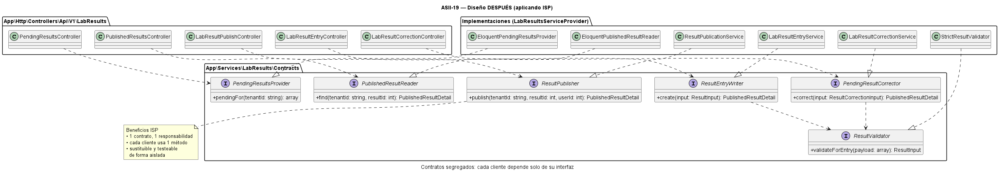 ASII-19 — Diseño DESPUÉS (aplicando ISP)
App\Http\Controllers\Api\V1\LabResults
Implementaciones (LabResultsServiceProvider)
C PendingResultsController
C PublishedResultsController
C LabResultPublishController
C LabResultEntryController
C LabResultCorrectionController
C EloquentPendingResultsProvider
C EloquentPublishedResultReader
C ResultPublicationService
C LabResultEntryService
C LabResultCorrectionService
C StrictResultValidator
App\Services\LabResults\Contracts
I PendingResultsProvider
+pendingFor(tenantId: string): array
I PublishedResultReader
+find(tenantId: string, resultId: int): PublishedResultDetail
I ResultPublisher
+publish(tenantId: string, resultId: int, userId: int): PublishedResultDetail
I ResultEntryWriter
+create(input: ResultInput): PublishedResultDetail
I PendingResultCorrector
+correct(input: ResultCorrectionInput): PublishedResultDetail
Beneficios ISP
• 1 contrato, 1 responsabilidad
• cada cliente usa 1 método
• sustituible y testeable
de forma aislada
I ResultValidator
+validateForEntry(payload: array): ResultInput
Contratos segregados: cada cliente depende solo de su interfaz